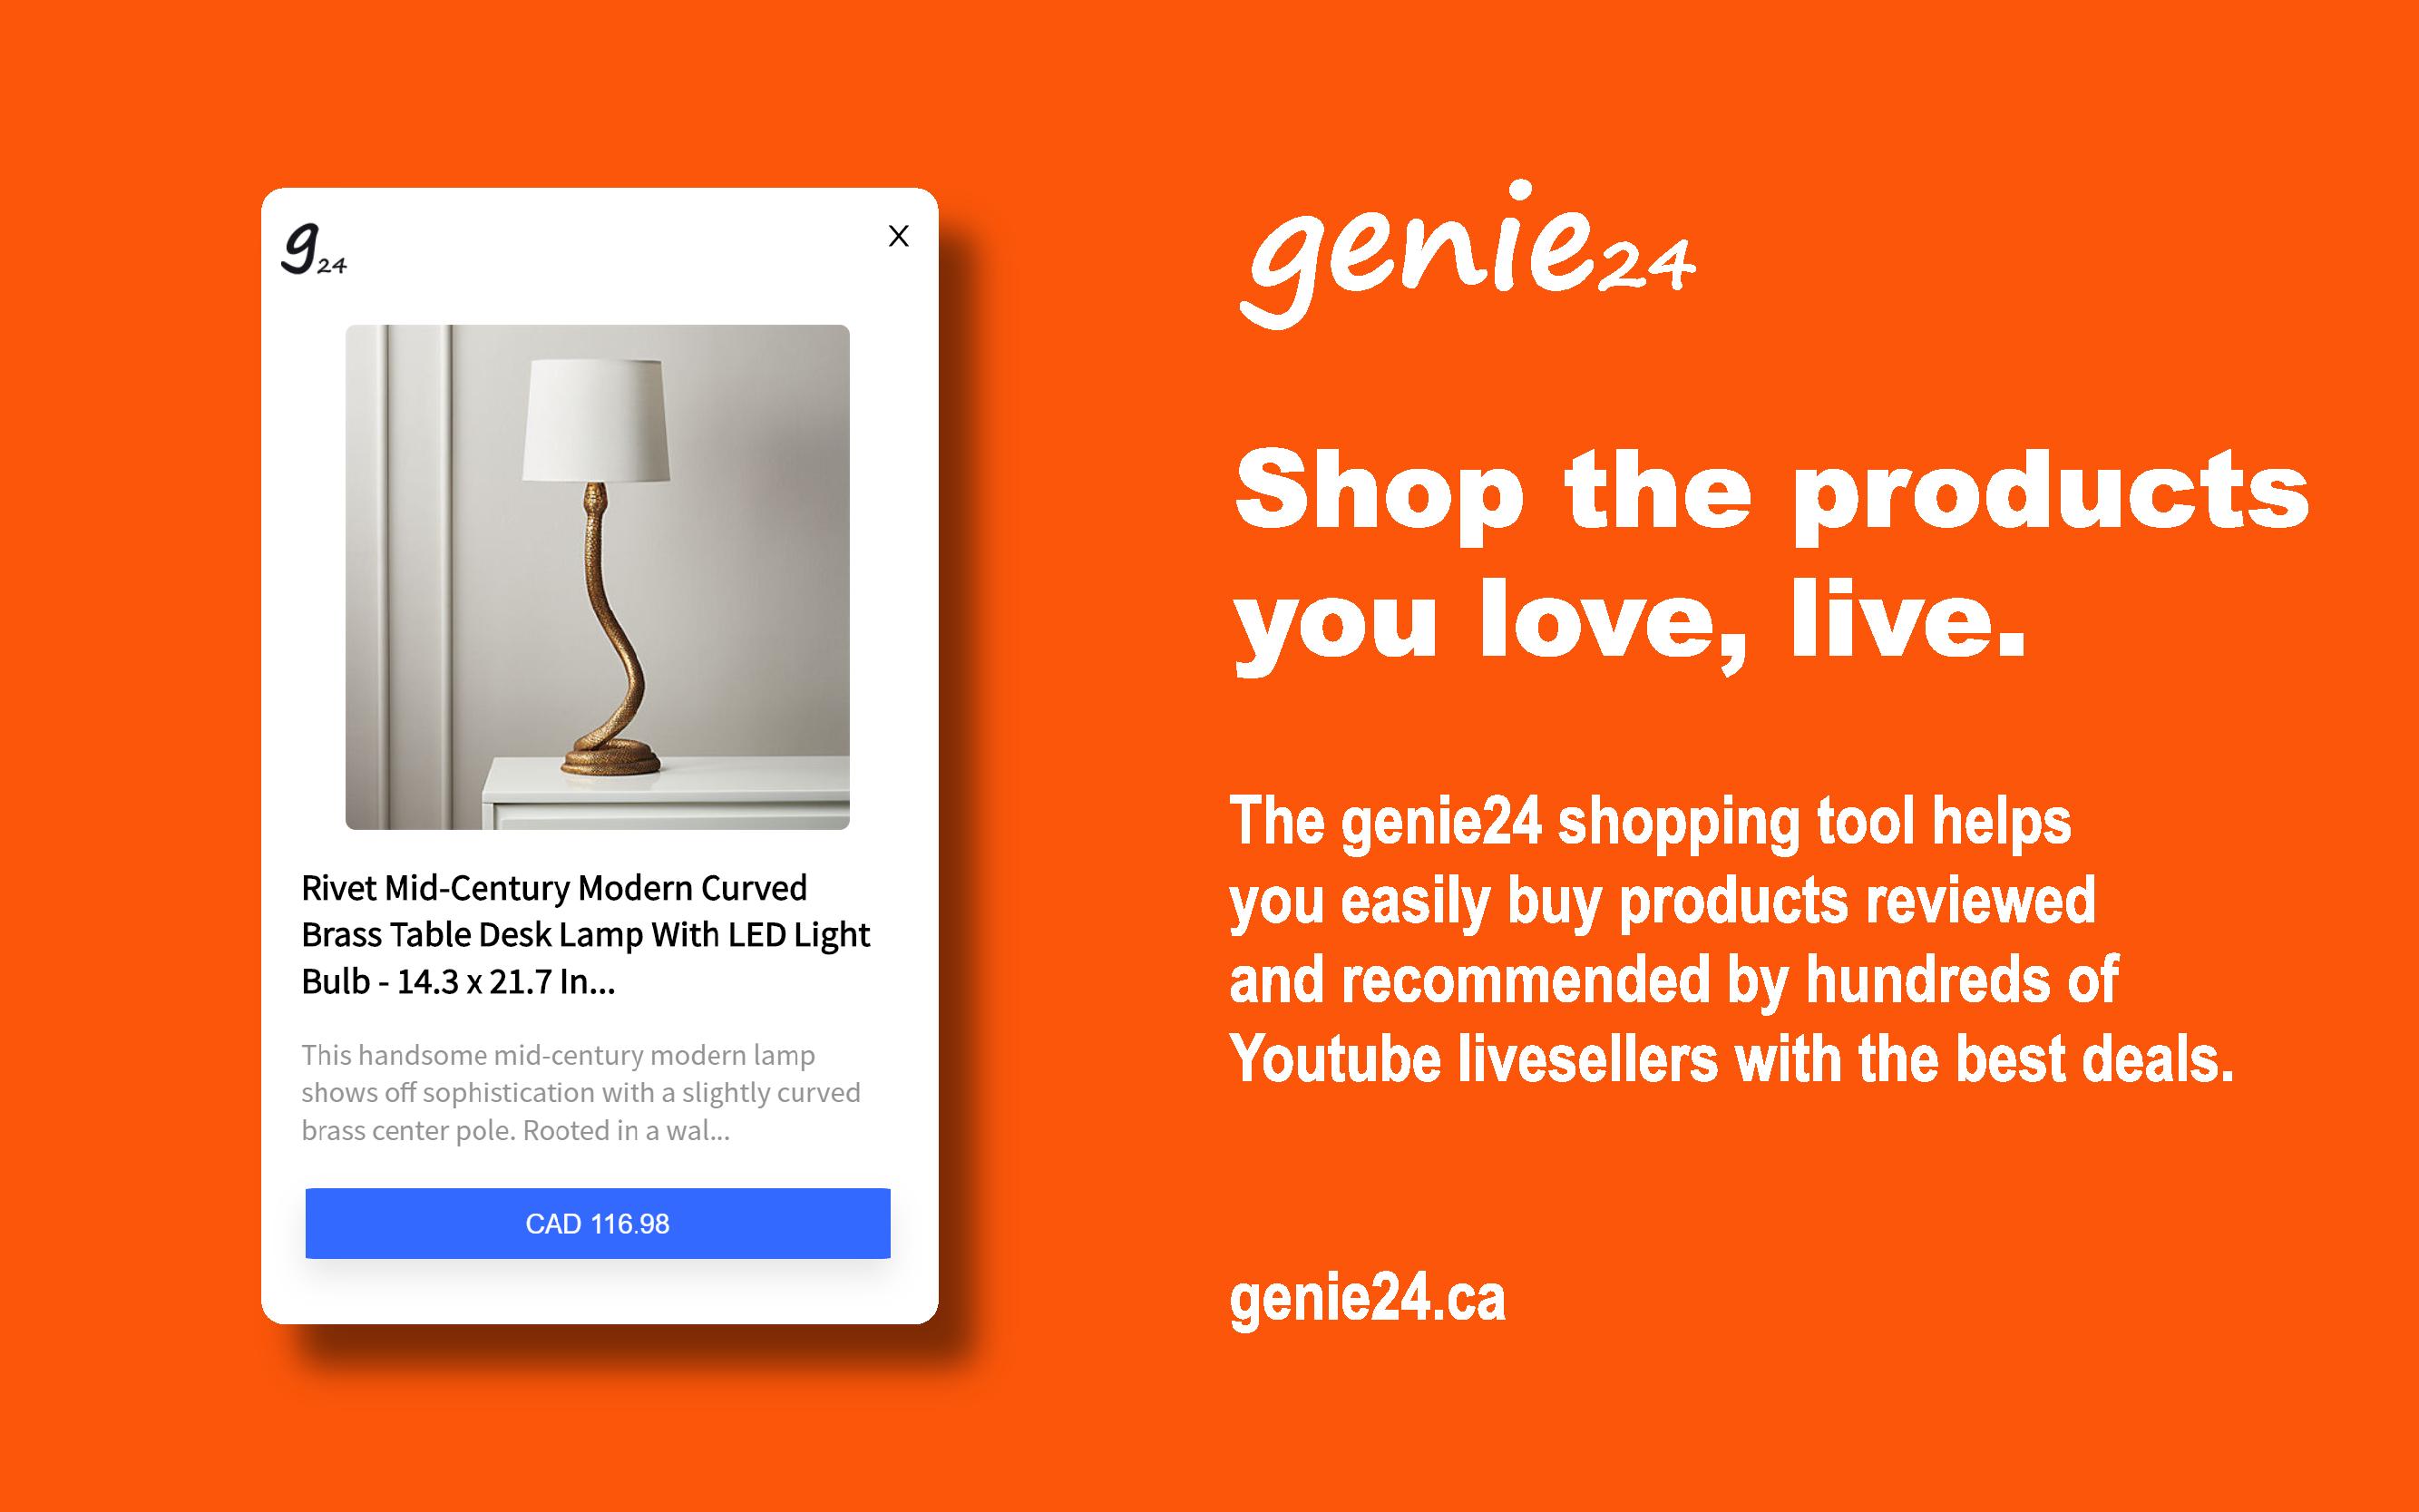 g24
X
Rivet Mid-Century Modern Curved
Brass Table Desk Lamp With LED Light
Bulb - 14.3 x 21.7 In...
This handsome mid-century modern lamp
shows off sophistication with a slightly curved
brass center pole. Rooted in a wal...
CAD 116.98
genie24
Shop the products
you love, live.
The genie24 shopping tool helps
you easily buy products reviewed
and recommended by hundreds of
Youtube livesellers with the best deals.
genie24.ca